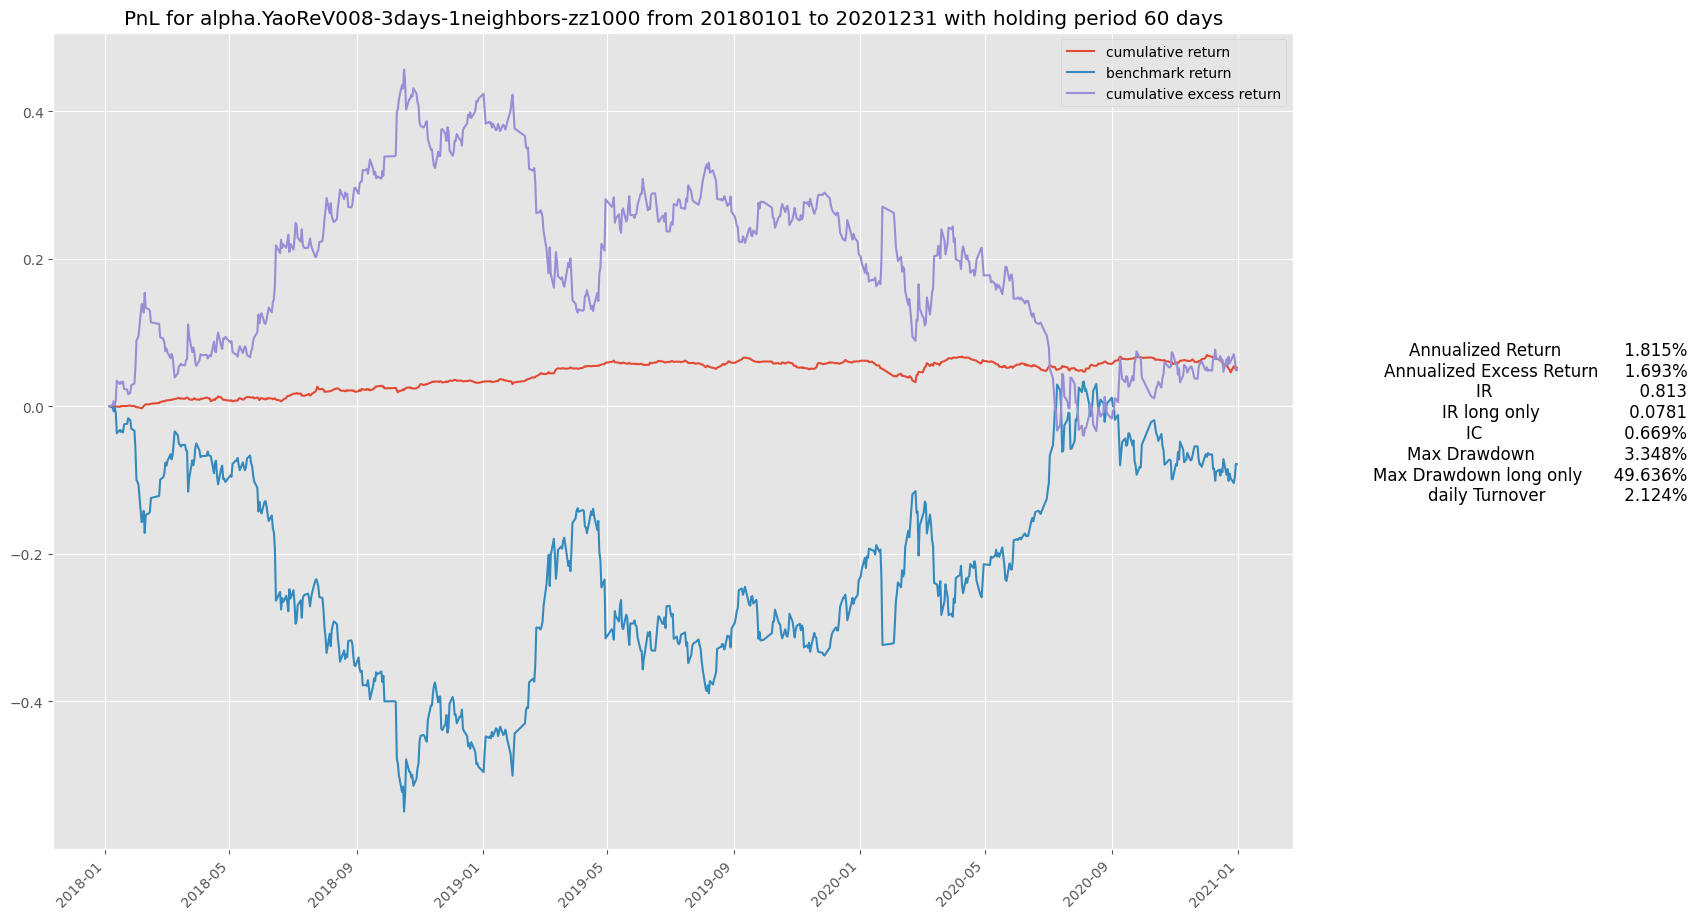 PnL for alpha.YaoReV008-3days-1neighbors-zz1000 from 20180101 to 20201231 with holding period 60 days
cumulative return
benchmark return
cumulative excess return
0.4
0.2
0.0
−0.2
−0.4
2018-01
2018-05
2018-09
2019-01
2019-05
2019-09
2020-01
2020-05
2020-09
2021-01
Annualized Return 1.815%
Annualized Excess Return 1.693%
IR 0.813
IR long only 0.0781
IC 0.669%
Max Drawdown 3.348%
Max Drawdown long only 49.636%
daily Turnover 2.124%